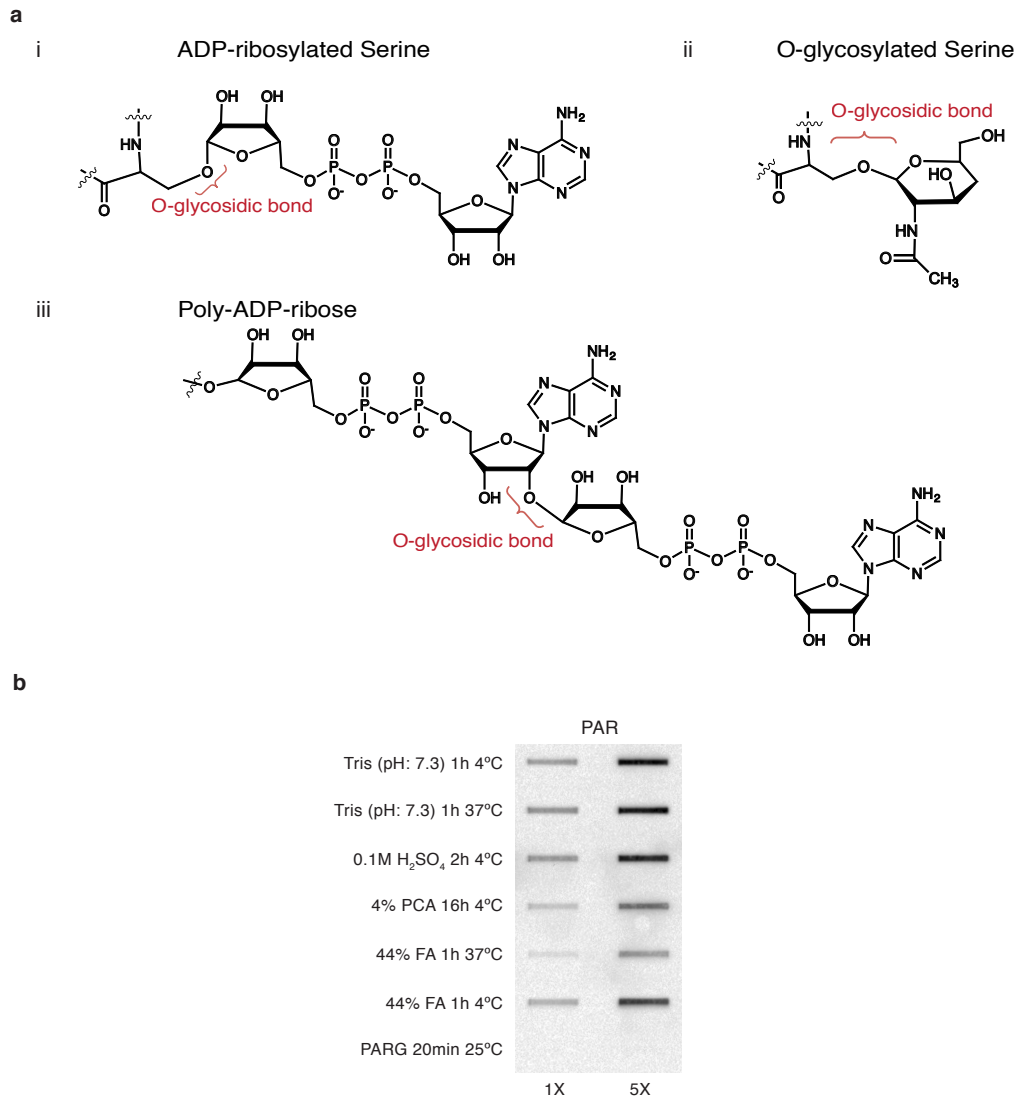 a
i
ADP-ribosylated Serine
ii
O-glycosylated Serine
OH OH
HN
O
O
O
O-glycosidic bond
O
P
O-
O
O
P
O-
O
O
OH OH
N
N
N
N
NH₂
HN
O
O-glycosidic bond
O
O
HO
OH
HN
O
CH₃
iii
Poly-ADP-ribose
OH OH
O
O
O
O
P
O-
O
O
P
O-
O
O
OH
O
N
N
N
N
NH₂
O-glycosidic bond
OH OH
O
O
O
P
O-
O
O
P
O-
O
O
OH OH
N
N
N
N
NH₂
b
PAR
Tris (pH: 7.3) 1h 4ºC
Tris (pH: 7.3) 1h 37ºC
0.1M H₂SO₄ 2h 4ºC
4% PCA 16h 4ºC
44% FA 1h 37ºC
44% FA 1h 4ºC
PARG 20min 25ºC
1X 5X